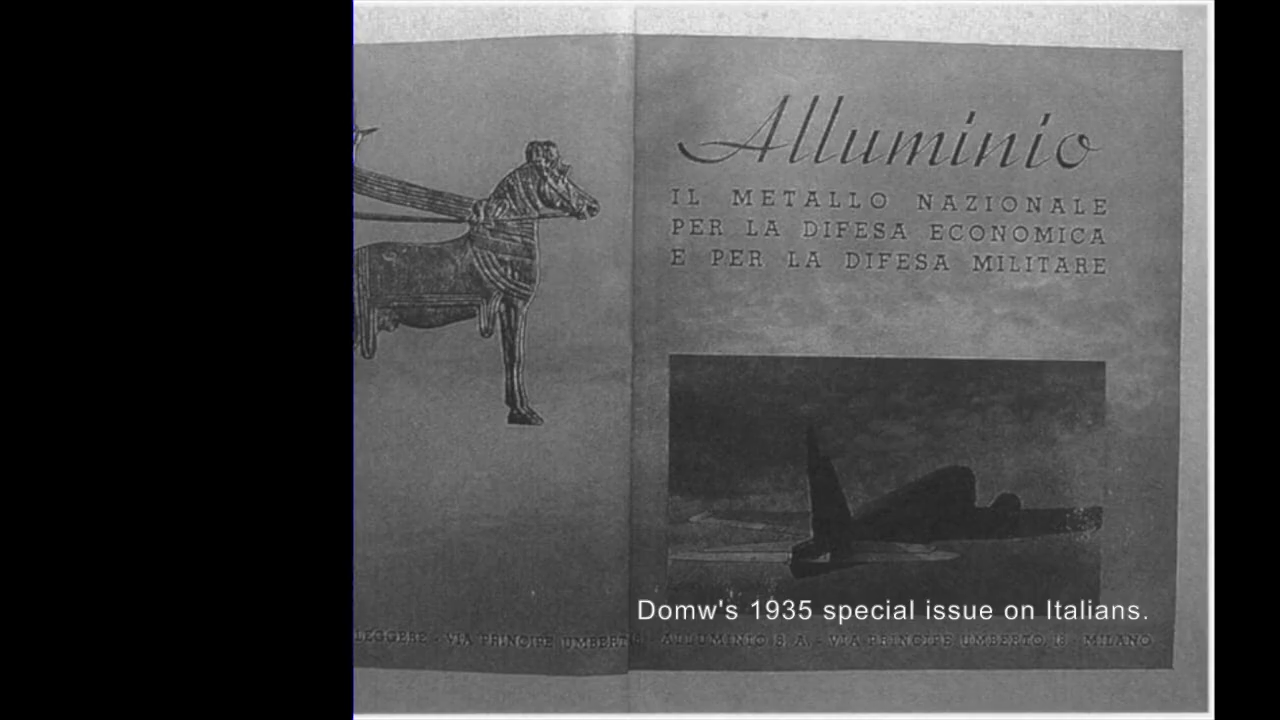 Alluminio
IL METALLO NAZIONALE
PER LA DIFESA ECONOMICA
E PER LA DIFESA MILITARE
Domw's 1935 special issue on Italians.
LEGGERE - VIA PRINCIPE UMBERTO
ALLUMINIO S. A. - VIA PRINCIPE UMBERTO 18 - MILANO